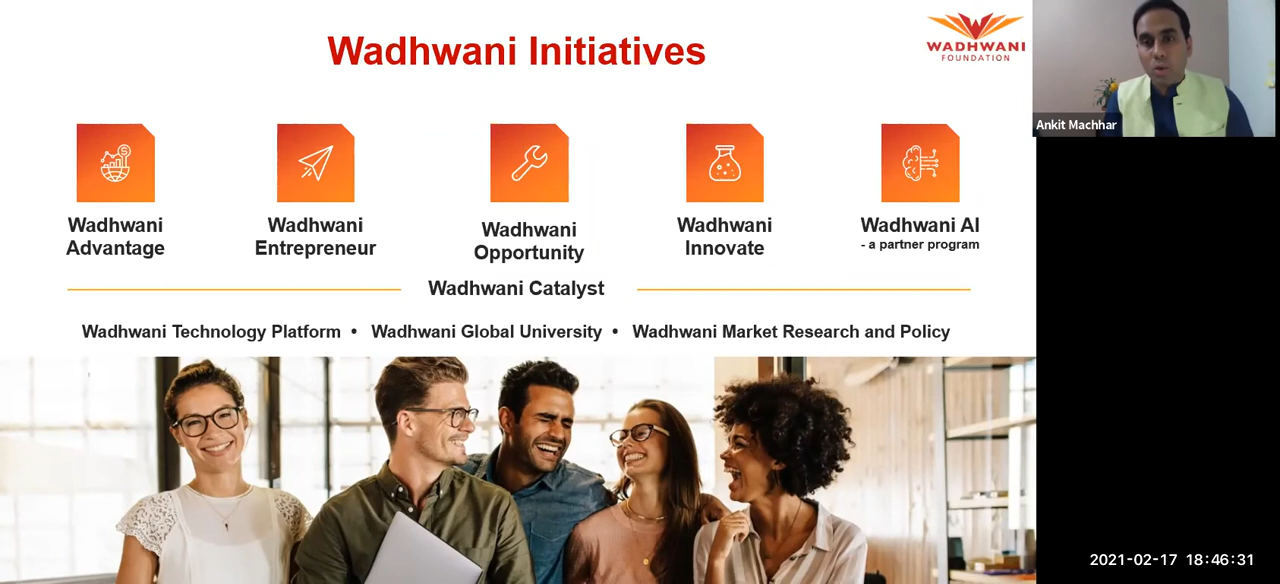 Wadhwani Initiatives
WADHWANI
FOUNDATION
Ankit Machhar
Wadhwani
Advantage
Wadhwani
Entrepreneur
Wadhwani
Opportunity
Wadhwani
Innovate
Wadhwani AI
- a partner program
Wadhwani Catalyst
Wadhwani Technology Platform • Wadhwani Global University • Wadhwani Market Research and Policy
2021-02-17 18:46:31